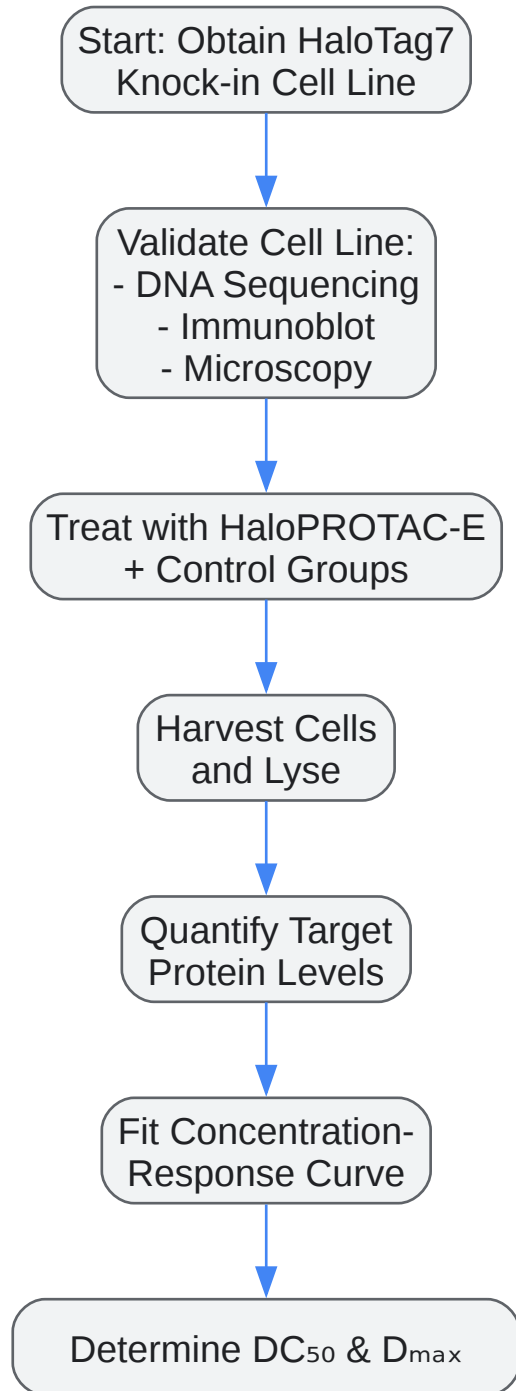 Start: Obtain HaloTag7
Knock-in Cell Line
Validate Cell Line:
- DNA Sequencing
- Immunoblot
- Microscopy
Treat with HaloPROTAC-E
+ Control Groups
Harvest Cells
and Lyse
Quantify Target
Protein Levels
Fit Concentration-
Response Curve
Determine DC₅₀ & Dₘₐₓ